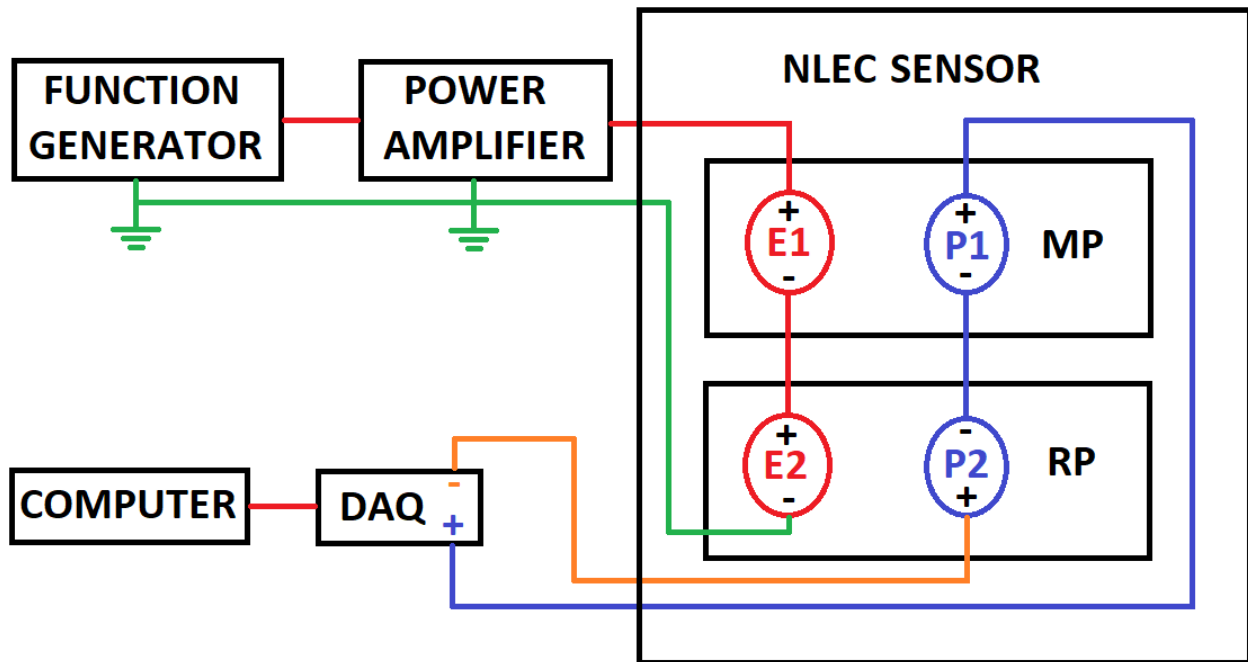 FUNCTION
GENERATOR
POWER
AMPLIFIER
NLEC SENSOR
+
E1
-
+
P1
-
MP
+
E2
-
-
P2
+
RP
COMPUTER
DAQ
-
+